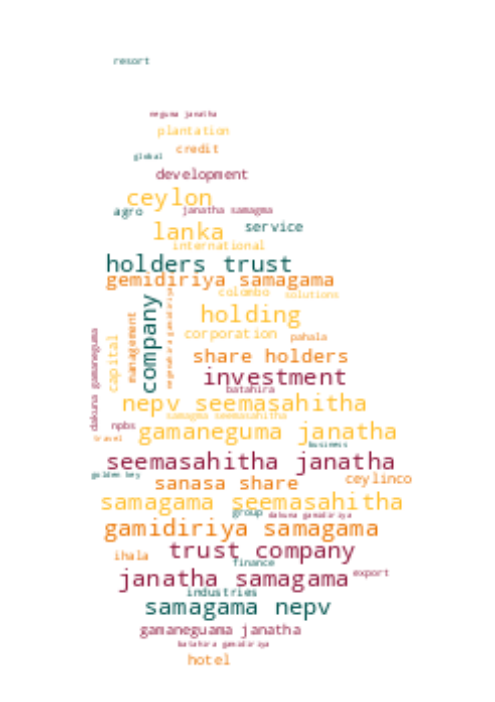 resort
neguma janatha
plantation
credit
global
development
ceylon
agro
janatha samagma
lanka
service
international
holders trust
gemidiriya samagama
colombo
solutions
company
holding
management
corporation
pahala
capital
dakuna gamaneguma
share holders
investment
batahira
nepv seemasahitha
samagma seemasahitha
npbs
gamaneguma janatha
travel
business
seemasahitha janatha
golden key
sanasa share
ceylinco
samagama seemasahitha
group
dakuna gamidiriya
gamidiriya samagama
trust company
ihala
finance
janatha samagama
export
industries
samagama nepv
gamaneguama janatha
batahira gamidiriya
hotel